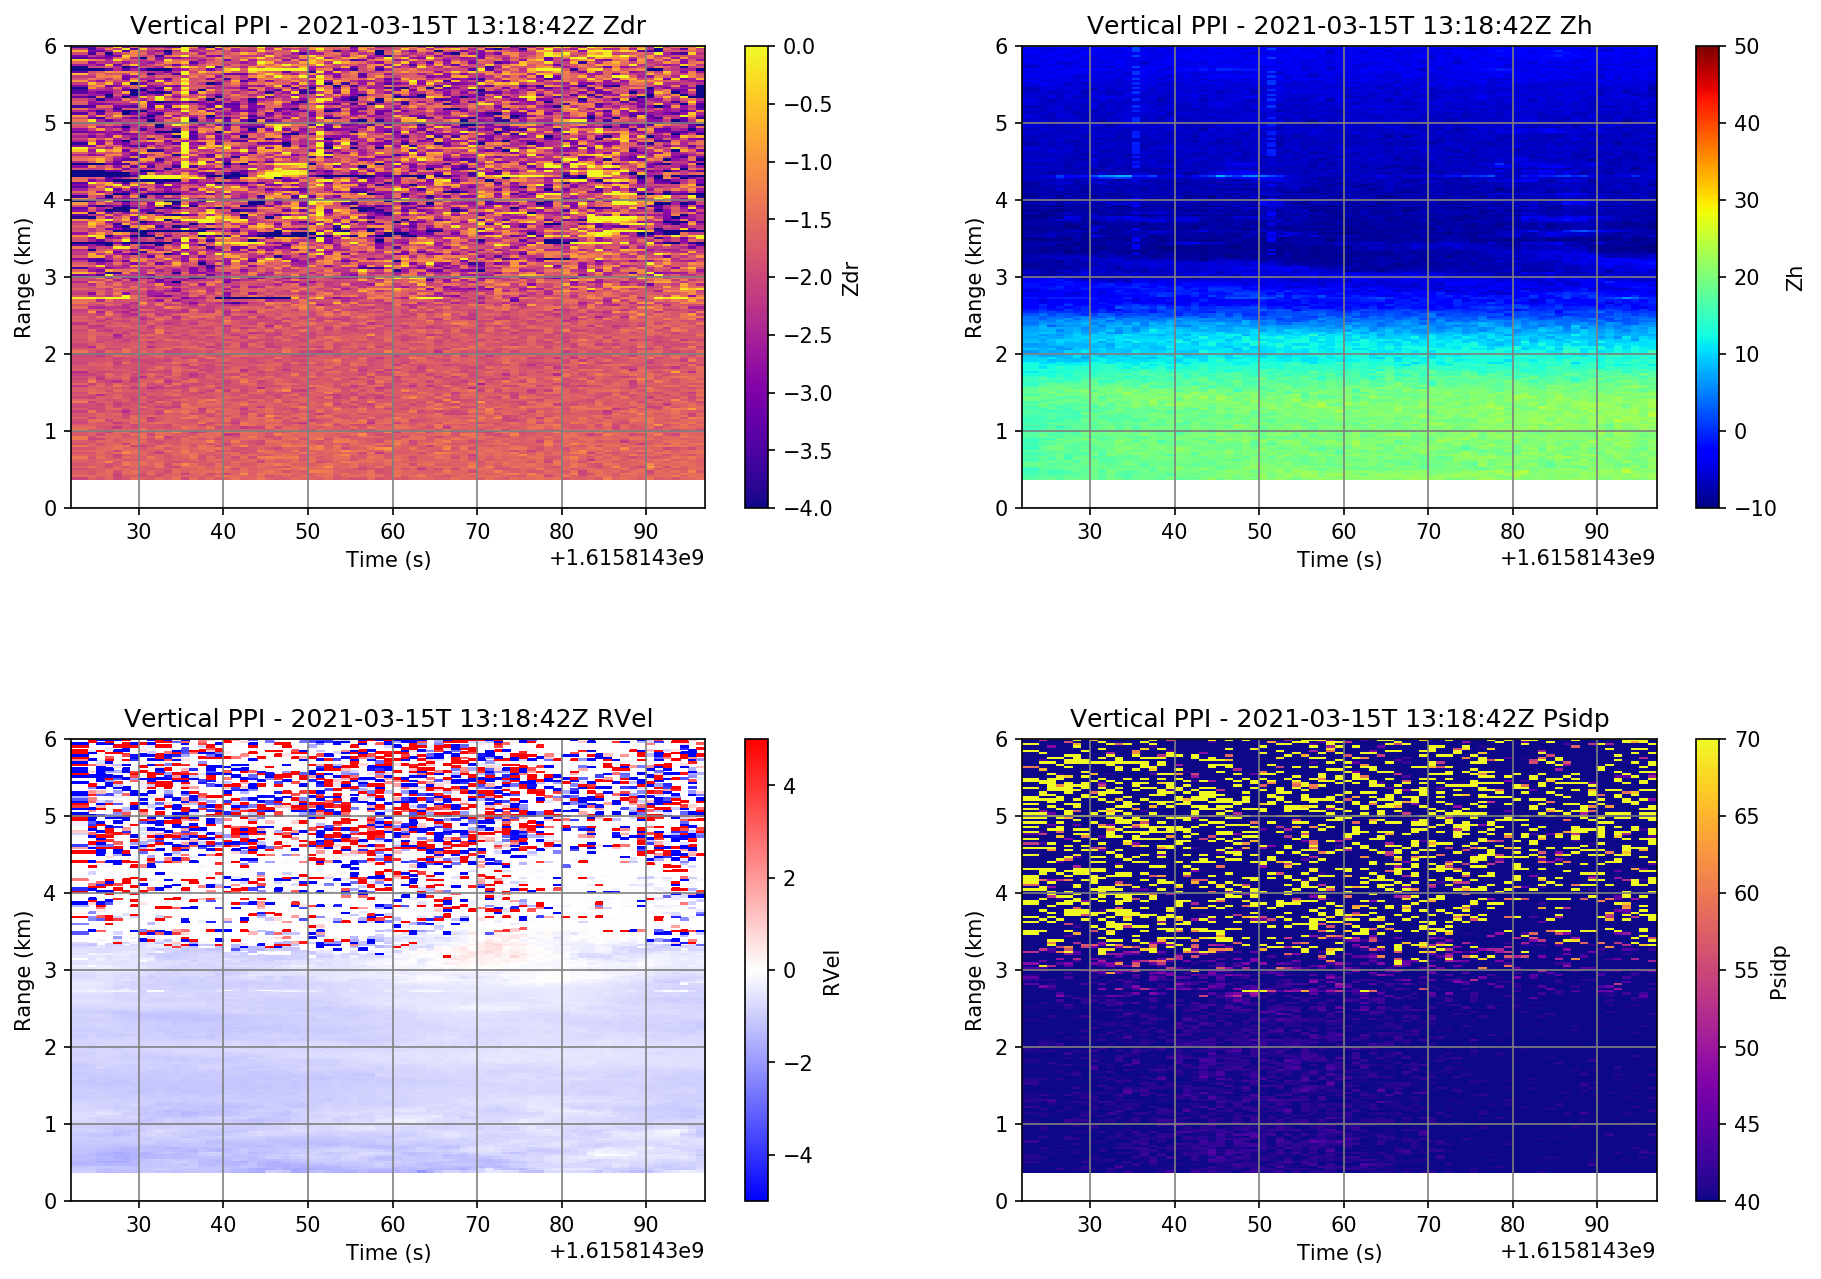 Vertical PPI - 2021-03-15T 13:18:42Z Zdr
6
5
4
3
2
1
0
Range (km)
30 40 50 60 70 80 90
Time (s)
+1.6158143e9
0.0
−0.5
−1.0
−1.5
−2.0
−2.5
−3.0
−3.5
−4.0
Zdr
Vertical PPI - 2021-03-15T 13:18:42Z Zh
6
5
4
3
2
1
0
Range (km)
30 40 50 60 70 80 90
Time (s)
+1.6158143e9
50
40
30
20
10
0
−10
Zh
Vertical PPI - 2021-03-15T 13:18:42Z RVel
6
5
4
3
2
1
0
Range (km)
30 40 50 60 70 80 90
Time (s)
+1.6158143e9
4
2
0
−2
−4
RVel
Vertical PPI - 2021-03-15T 13:18:42Z Psidp
6
5
4
3
2
1
0
Range (km)
30 40 50 60 70 80 90
Time (s)
+1.6158143e9
70
65
60
55
50
45
40
Psidp